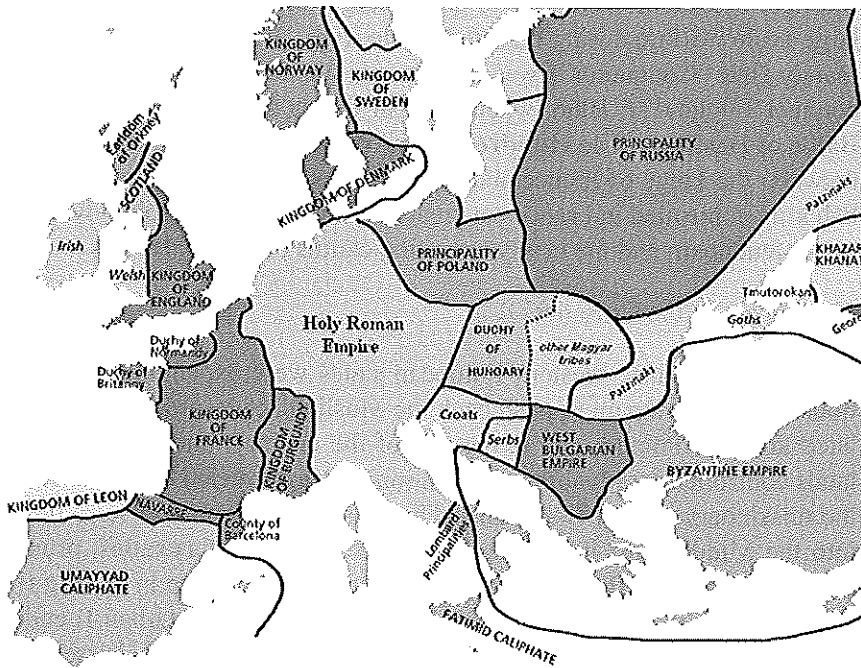 KINGDOM
OF
NORWAY
KINGDOM
OF
SWEDEN
Earldom
of Orkney
SCOTLAND
KINGDOM OF DENMARK
PRINCIPALITY
OF RUSSIA
Patzinaks
Irish
Welsh
KINGDOM
OF
ENGLAND
PRINCIPALITY
OF POLAND
KHAZAR
KHANAT
Tmutorokan
Goths
Geor
Holy Roman
Empire
Duchy of
Normandy
Duchy of
Britanny
DUCHY
OF
HUNGARY
other Magyar
tribes
Patzinaks
KINGDOM
OF
FRANCE
KINGDOM
OF BURGUNDY
Croats
Serbs
WEST
BULGARIAN
EMPIRE
BYZANTINE EMPIRE
KINGDOM OF LEON
NAVARRE
County of
Barcelona
Lombard
Principalities
UMAYYAD
CALIPHATE
FATIMID CALIPHATE